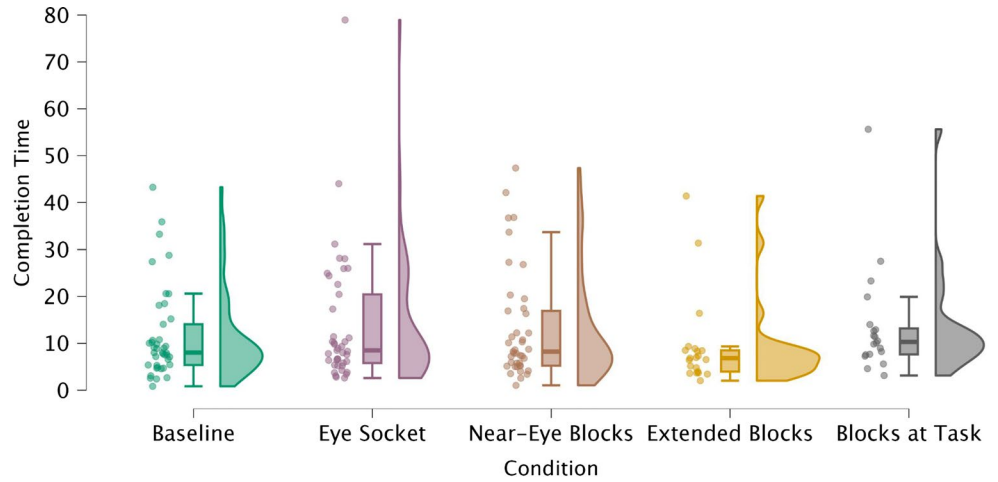 80
70
60
50
40
30
20
10
0
Completion Time
Baseline
Eye Socket
Near-Eye Blocks
Extended Blocks
Blocks at Task
Condition